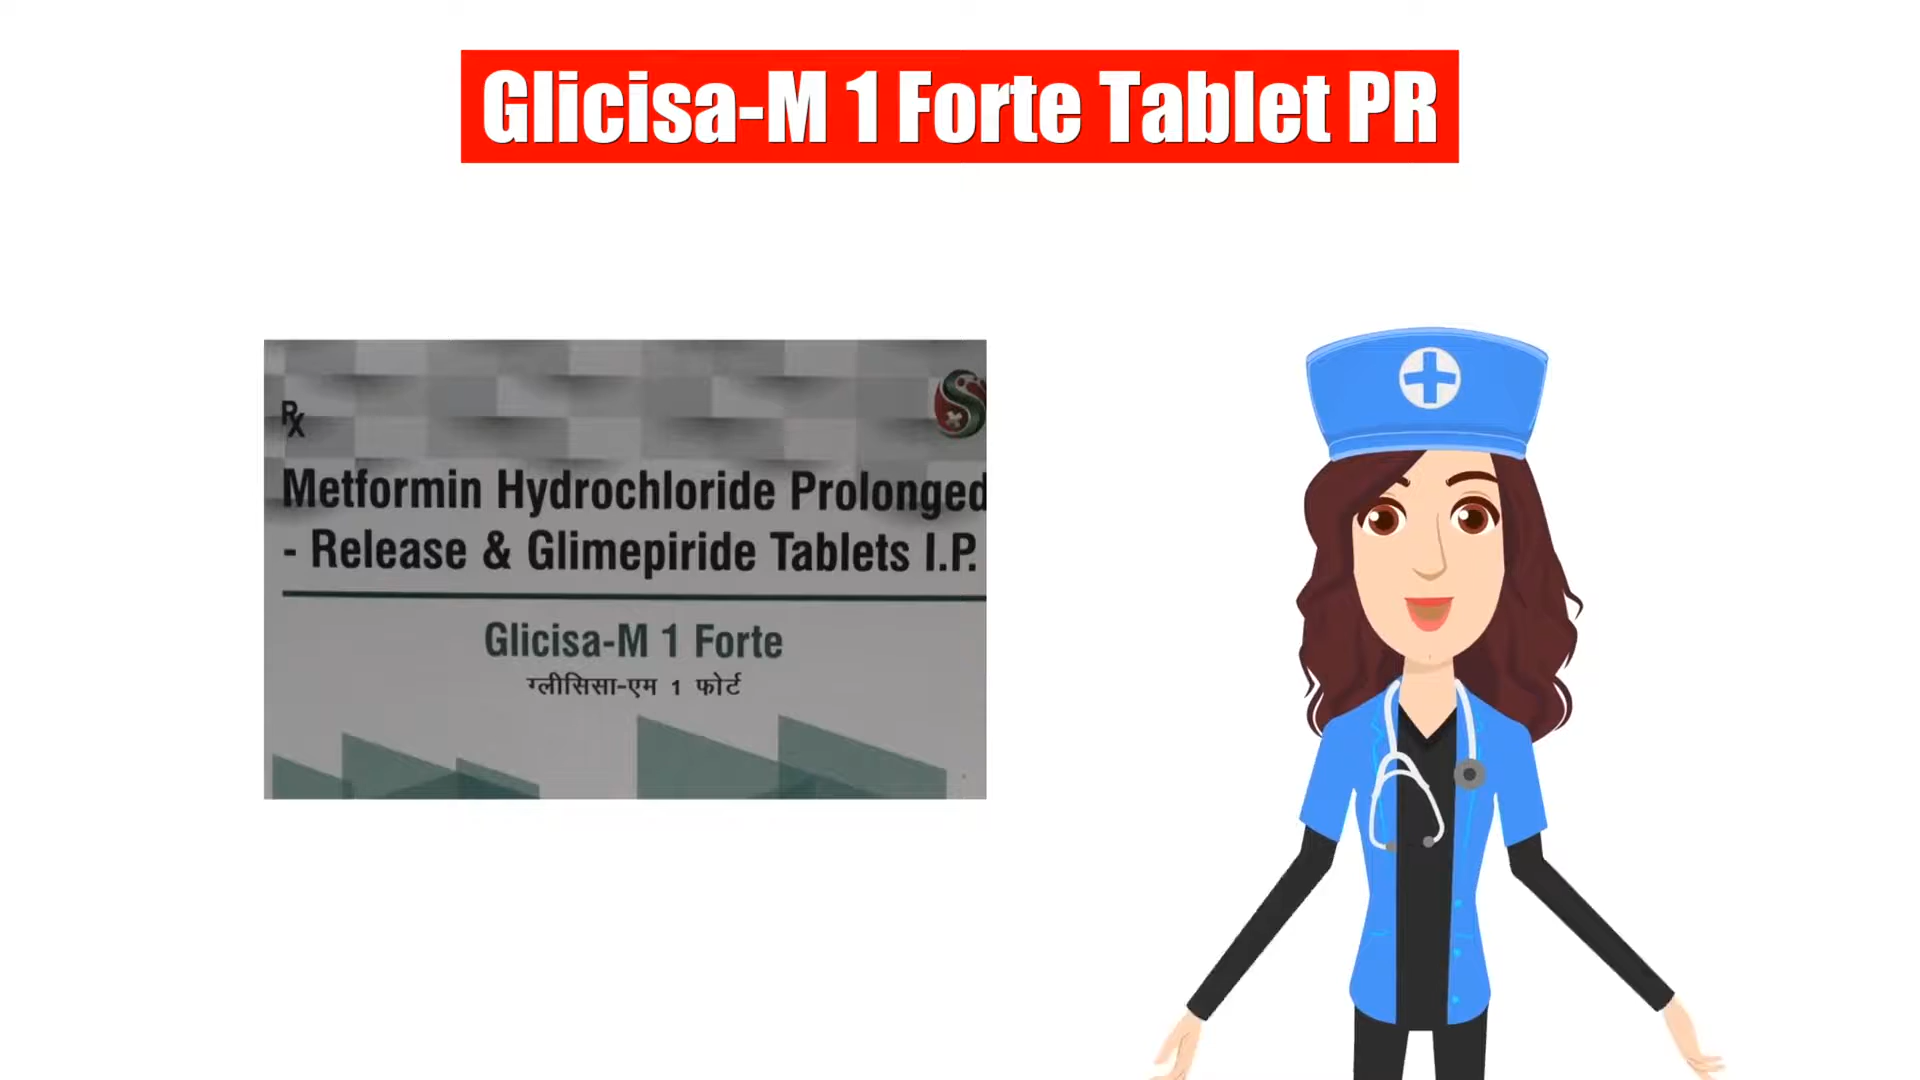 Glicisa-M 1 Forte Tablet PR
Rx
Metformin Hydrochloride Prolonged
- Release & Glimepiride Tablets I.P.
Glicisa-M 1 Forte
ग्लीसिसा-एम 1 फोर्ट